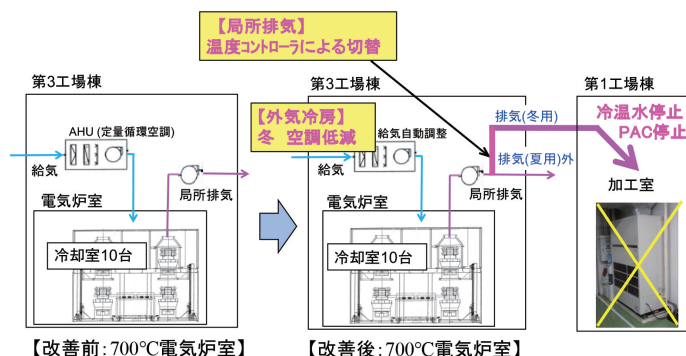 【局所排気】
温度コントローラによる切替
第3工場棟
第3工場棟
第1工場棟
【外気冷房】
冬 空調低減
AHU (定量循環空調)
給気自動調整
排気(冬用)
冷温水停止
PAC停止
給気
局所排気
給気
排気(夏用)外
局所排気
加工室
電気炉室
電気炉室
冷却室10台
冷却室10台
【改善前:700℃電気炉室】
【改善後:700℃電気炉室】